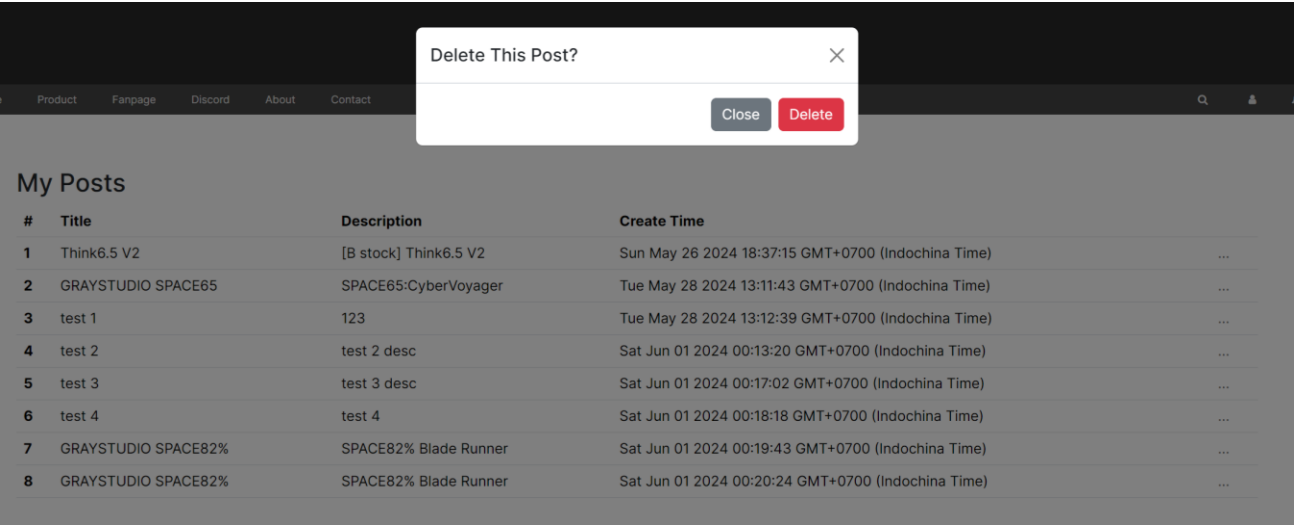 Delete This Post?
Product Fanpage Discord About Contact
Close Delete
My Posts
# Title Description Create Time
1 Think6.5 V2 [B stock] Think6.5 V2 Sun May 26 2024 18:37:15 GMT+0700 (Indochina Time) ...
2 GRAYSTUDIO SPACE65 SPACE65:CyberVoyager Tue May 28 2024 13:11:43 GMT+0700 (Indochina Time) ...
3 test 1 123 Tue May 28 2024 13:12:39 GMT+0700 (Indochina Time) ...
4 test 2 test 2 desc Sat Jun 01 2024 00:13:20 GMT+0700 (Indochina Time) ...
5 test 3 test 3 desc Sat Jun 01 2024 00:17:02 GMT+0700 (Indochina Time) ...
6 test 4 test 4 Sat Jun 01 2024 00:18:18 GMT+0700 (Indochina Time) ...
7 GRAYSTUDIO SPACE82% SPACE82% Blade Runner Sat Jun 01 2024 00:19:43 GMT+0700 (Indochina Time) ...
8 GRAYSTUDIO SPACE82% SPACE82% Blade Runner Sat Jun 01 2024 00:20:24 GMT+0700 (Indochina Time) ...